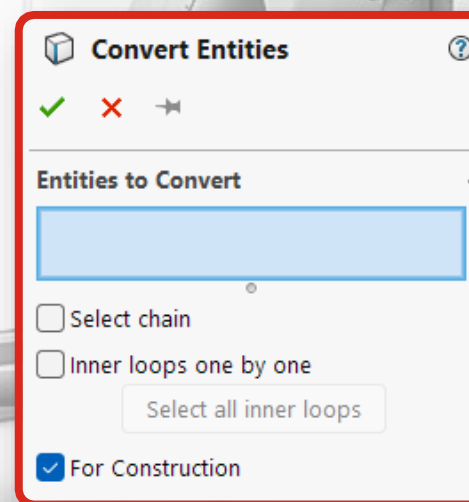 Convert Entities
Entities to Convert
Select chain
Inner loops one by one
Select all inner loops
For Construction